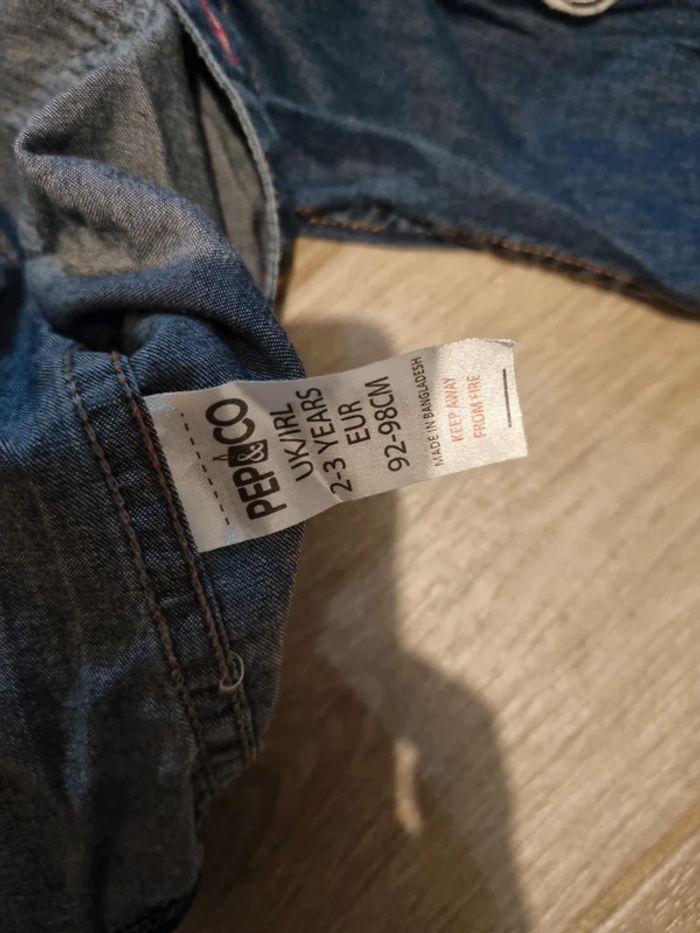 PEP&CO
UK/IRL
2-3 YEARS
EUR
92-98CM
MADE IN BANGLADESH
KEEP AWAY
FROM FIRE